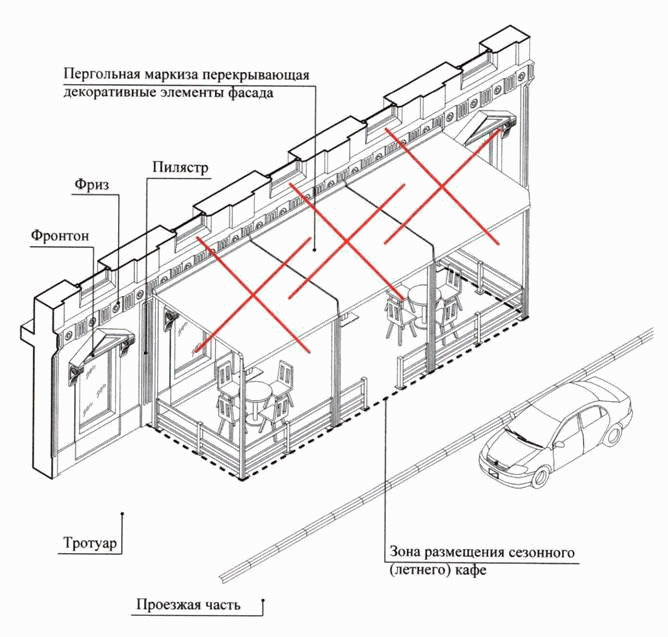 Пергольная маркиза перекрывающая
декоративные элементы фасада
Пилястр
Фриз
Фронтон
Тротуар
Зона размещения сезонного
(летнего) кафе
Проезжая часть